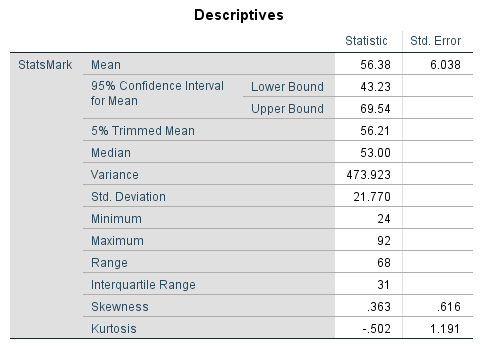 Descriptives
Statistic Std. Error
StatsMark Mean 56.38 6.038
95% Confidence Interval for Mean Lower Bound 43.23
Upper Bound 69.54
5% Trimmed Mean 56.21
Median 53.00
Variance 473.923
Std. Deviation 21.770
Minimum 24
Maximum 92
Range 68
Interquartile Range 31
Skewness .363 .616
Kurtosis -.502 1.191